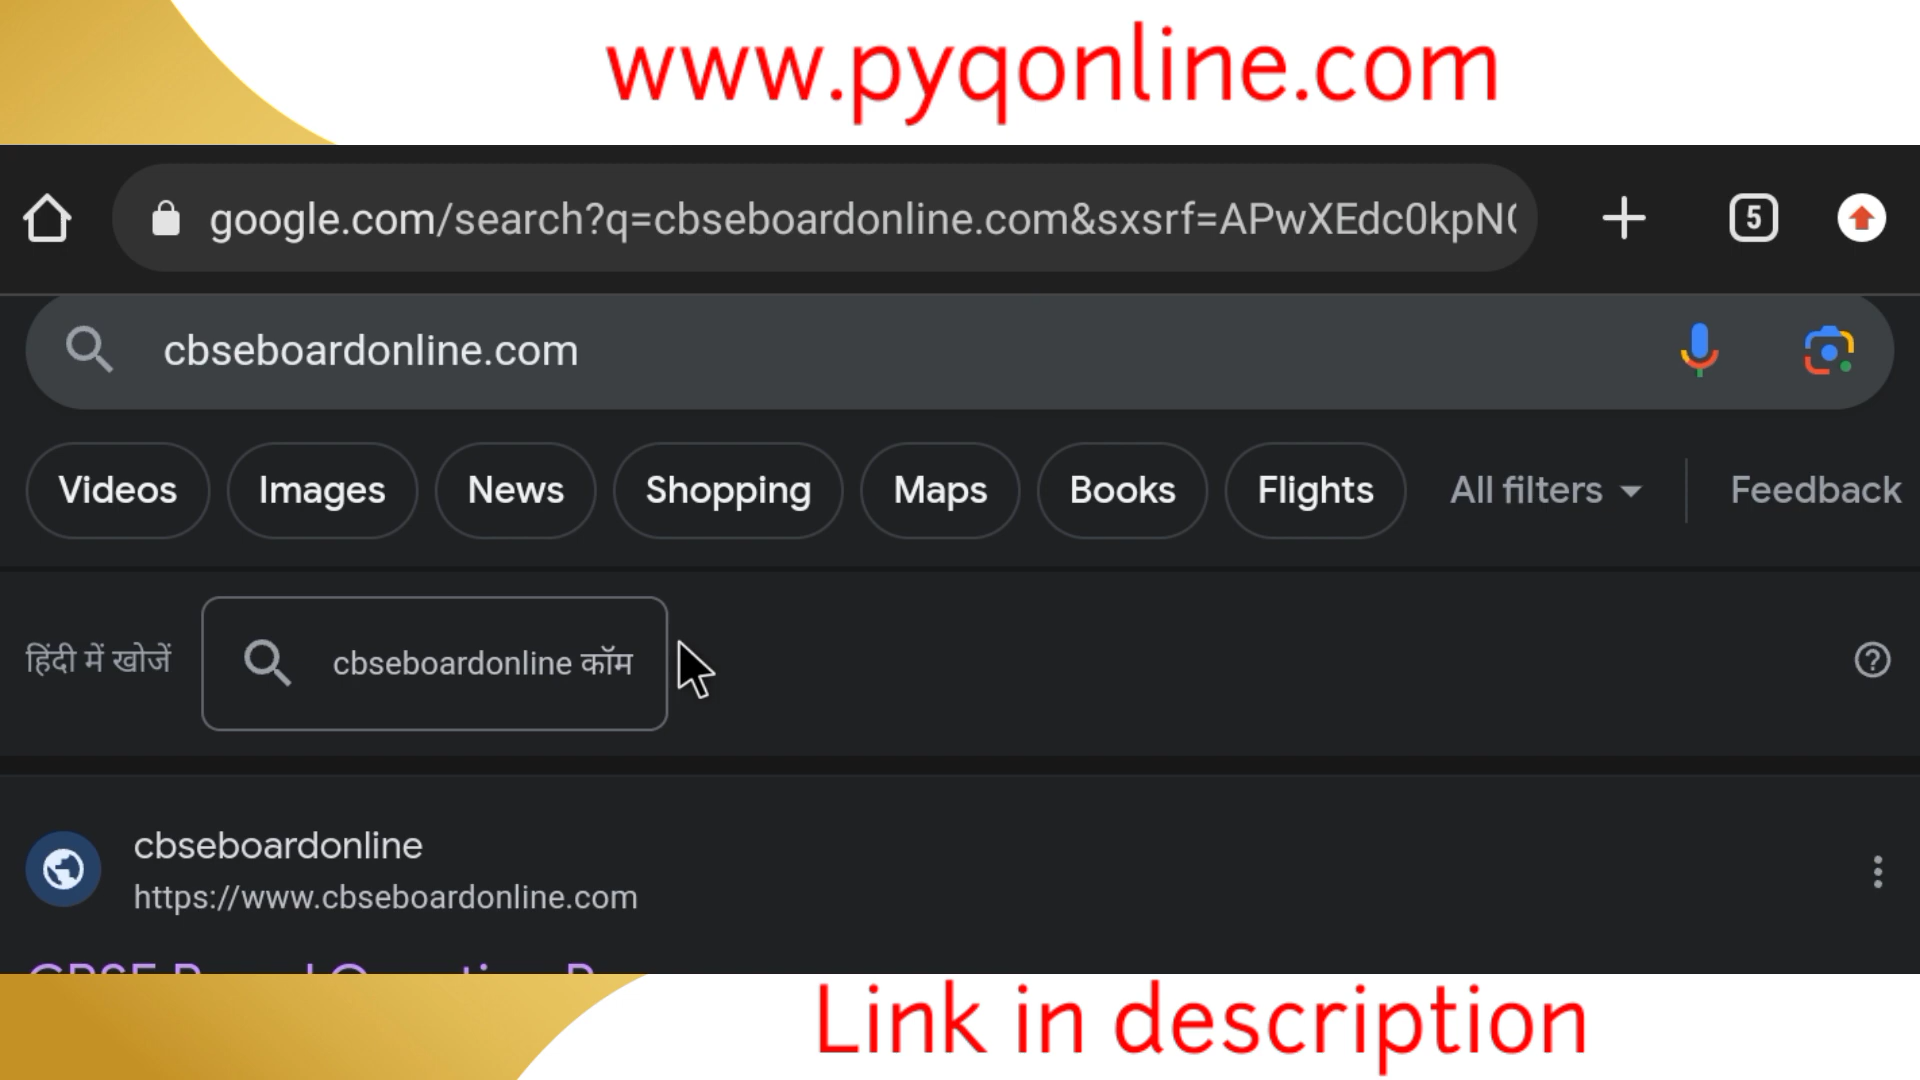 www.pyqonline.com
google.com/search?q=cbseboardonline.com&sxsrf=APwXEdc0kpN
5
cbseboardonline.com
Videos Images News Shopping Maps Books Flights All filters Feedback
हिंदी में खोजें cbseboardonline कॉम
cbseboardonline
https://www.cbseboardonline.com
Link in description